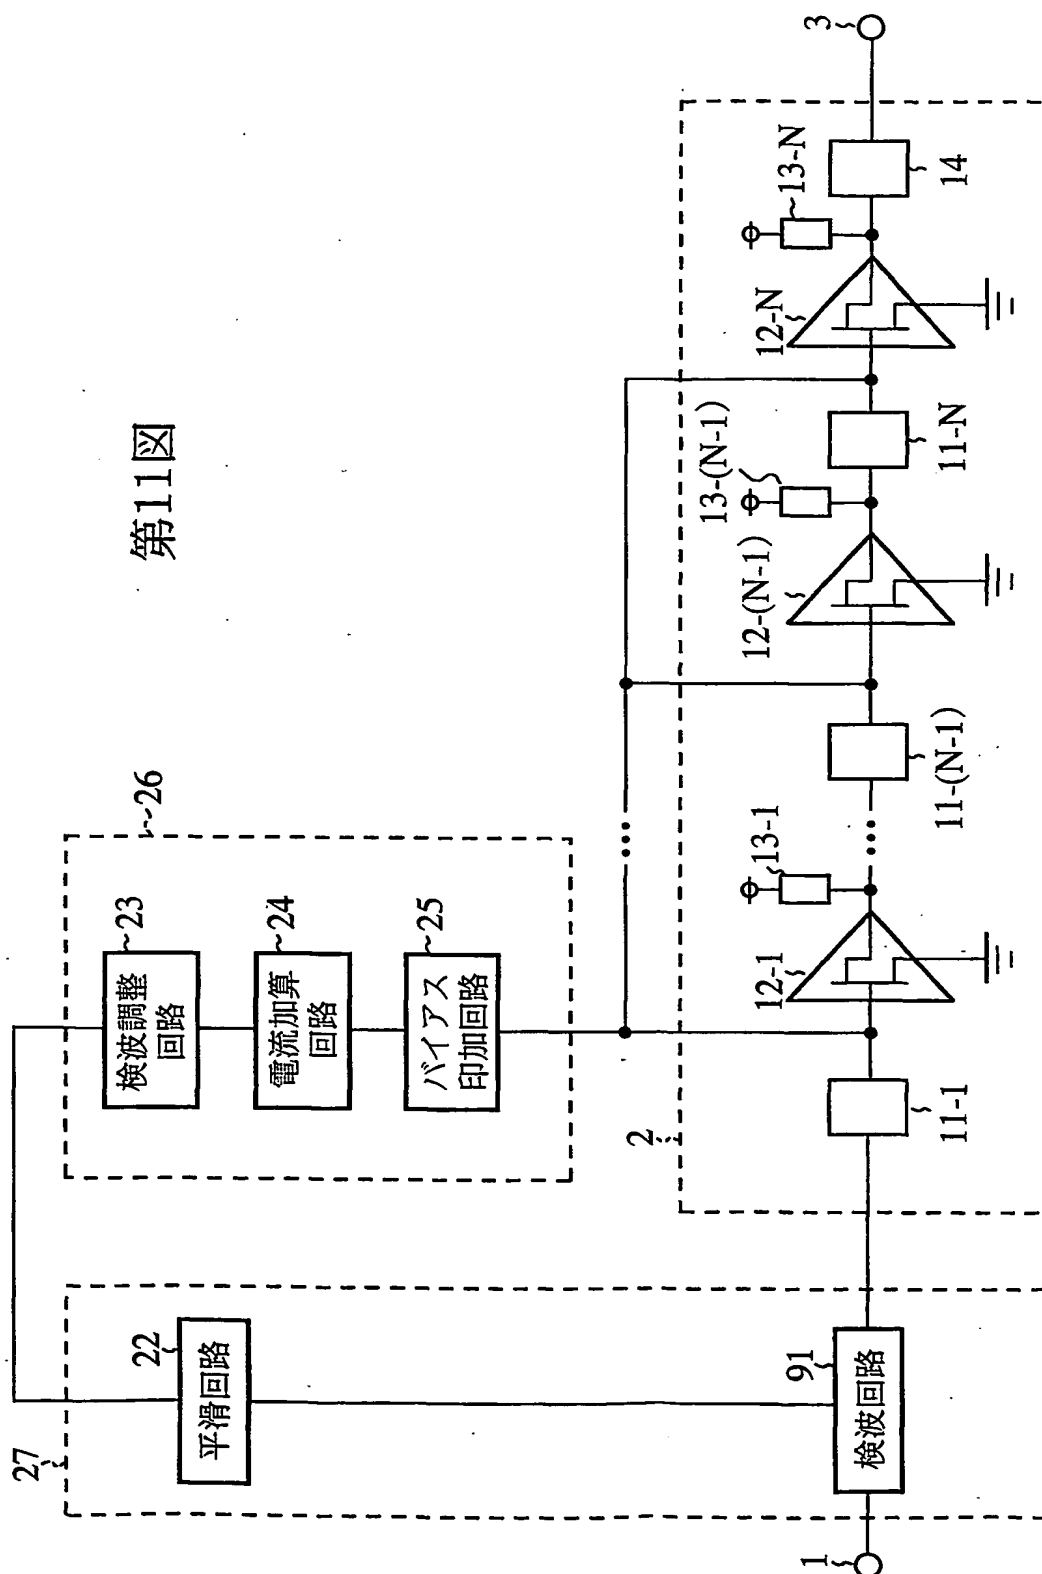 第11図
27
22
平滑回路
91
検波回路
1
26
23
検波調整
回路
24
電流加算
回路
25
バイアス
印加回路
2
11-1
12-1
13-1
11-(N-1)
12-(N-1)
13-(N-1)
11-N
12-N
13-N
14
3